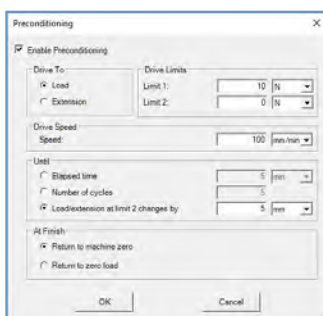 Preconditioning
Enable Preconditioning
Drive To
Load
Extension
Drive Limits
Limit 1: 10 N
Limit 2: 0 N
Drive Speed
Speed: 100 mm/min
Until
Elapsed time 5 min
Number of cycles 5
Load/extension at limit 2 changes by 5 mm
At Finish
Return to machine zero
Return to zero load
OK Cancel